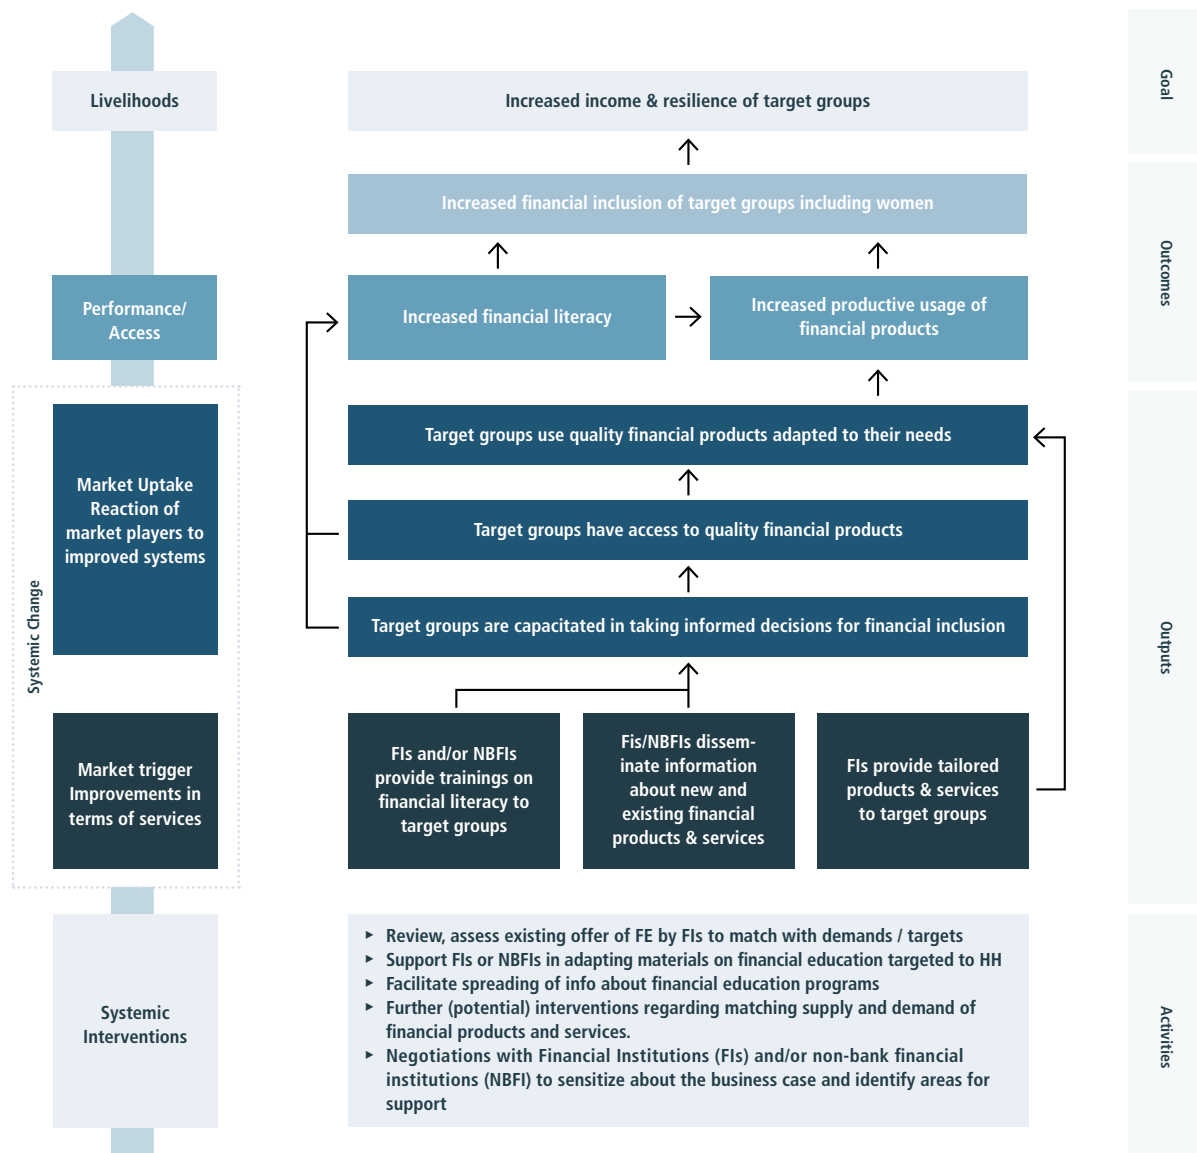 Livelihoods
Increased income & resilience of target groups
Goal
Increased financial inclusion of target groups including women
Outcomes
Performance/
Access
Increased financial literacy
Increased productive usage of
financial products
Systemic Change
Market Uptake
Reaction of
market players to
improved systems
Target groups use quality financial products adapted to their needs
Target groups have access to quality financial products
Target groups are capacitated in taking informed decisions for financial inclusion
Outputs
Market trigger
Improvements in
terms of services
FIs and/or NBFIs
provide trainings on
financial literacy to
target groups
Fis/NBFIs dissem-
inate information
about new and
existing financial
products & services
FIs provide tailored
products & services
to target groups
Systemic
Interventions
‣ Review, assess existing offer of FE by FIs to match with demands / targets
‣ Support FIs or NBFIs in adapting materials on financial education targeted to HH
‣ Facilitate spreading of info about financial education programs
‣ Further (potential) interventions regarding matching supply and demand of
financial products and services.
‣ Negotiations with Financial Institutions (FIs) and/or non-bank financial
institutions (NBFI) to sensitize about the business case and identify areas for
support
Activities